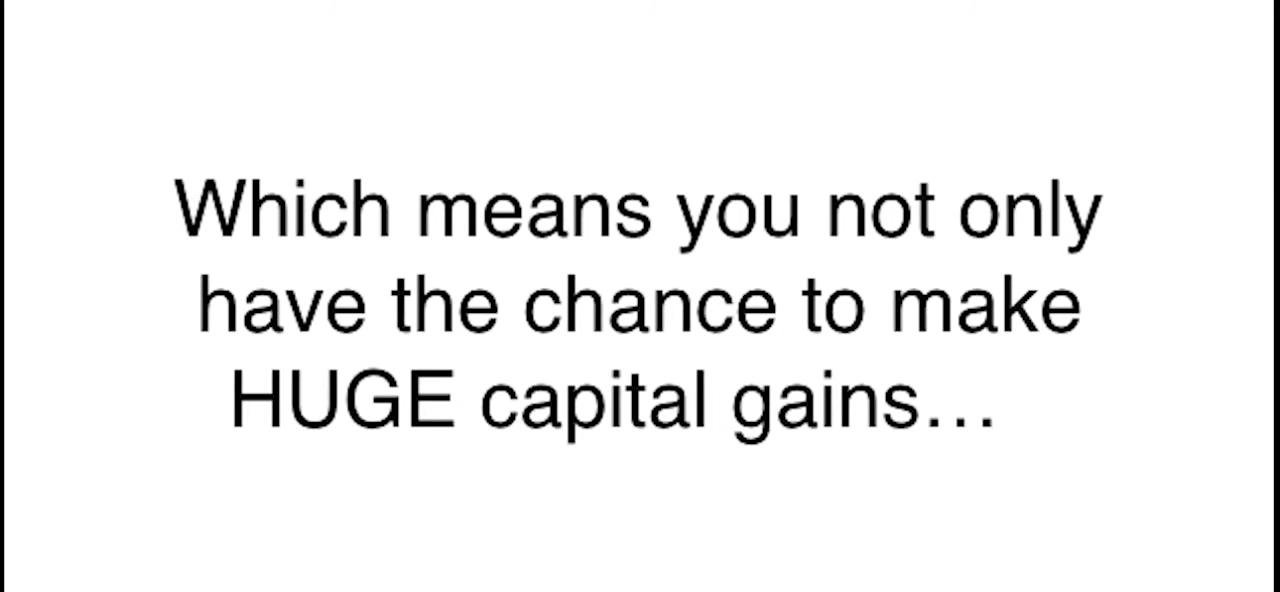 Which means you not only
have the chance to make
HUGE capital gains…